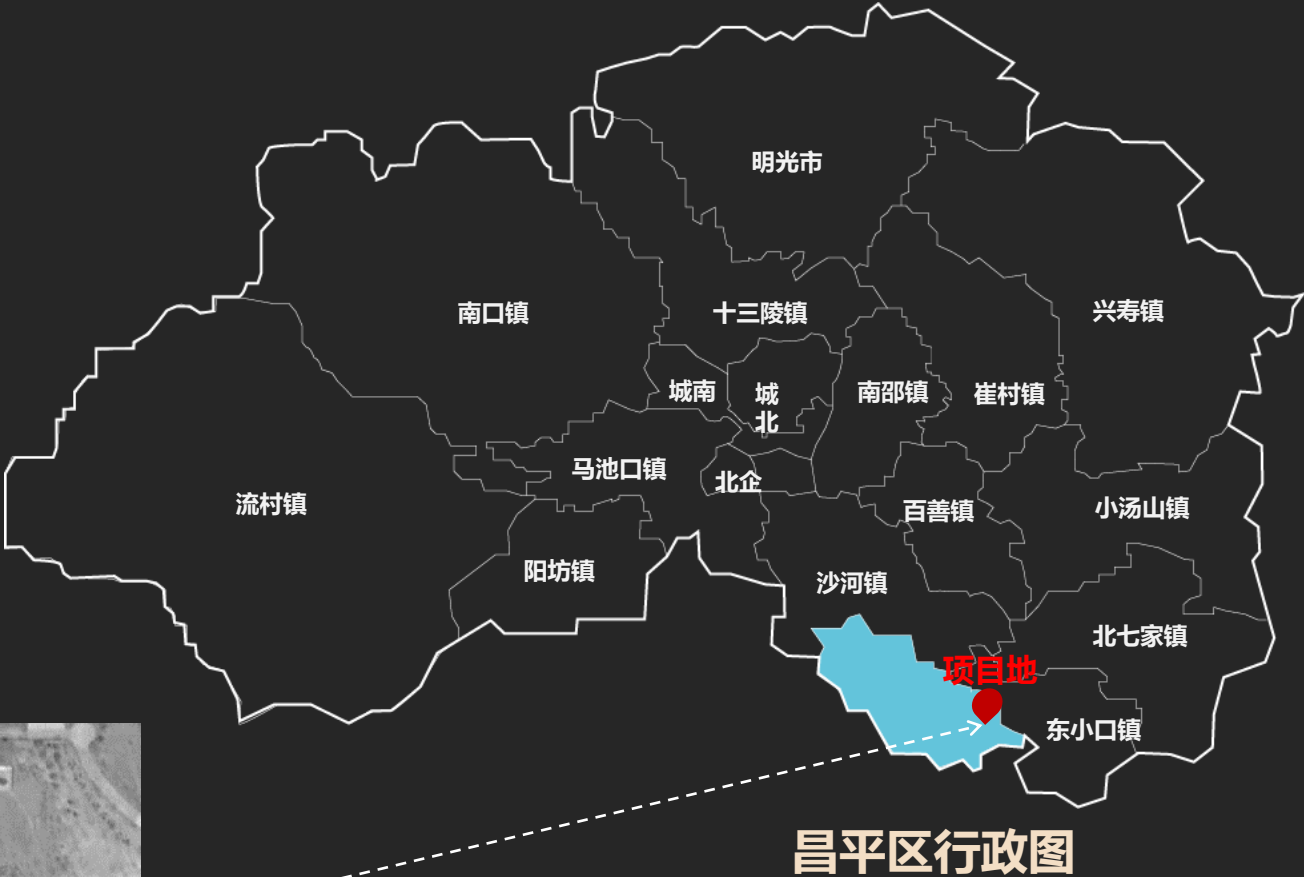 明光市
南口镇
十三陵镇
兴寿镇
城南
城
北
南邵镇
崔村镇
马池口镇
北企
流村镇
百善镇
小汤山镇
阳坊镇
沙河镇
北七家镇
项目地
东小口镇
昌平区行政图